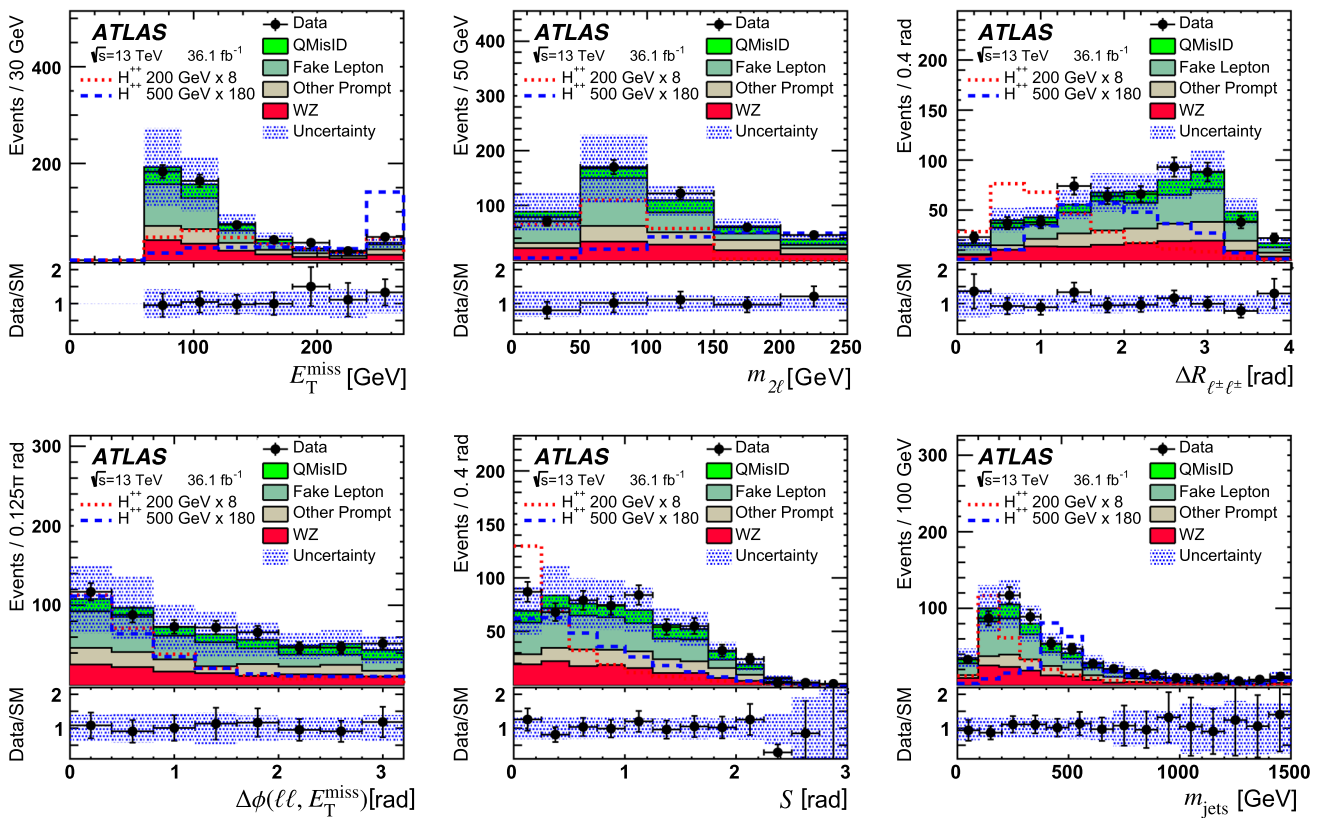 Events / 30 GeV
500
400
200
ATLAS
√s=13 TeV 36.1 fb⁻¹
H⁺⁺ 200 GeV x 8
H⁺⁺ 500 GeV x 180
Data
QMisID
Fake Lepton
Other Prompt
WZ
Uncertainty
Data/SM
2
1
0 100 200
E_T^miss [GeV]
Events / 50 GeV
400
300
200
100
ATLAS
√s=13 TeV 36.1 fb⁻¹
H⁺⁺ 200 GeV x 8
H⁺⁺ 500 GeV x 180
Data
QMisID
Fake Lepton
Other Prompt
WZ
Uncertainty
Data/SM
2
1
0 50 100 150 200 250
m_2ℓ [GeV]
Events / 0.4 rad
200
150
100
50
ATLAS
√s=13 TeV 36.1 fb⁻¹
H⁺⁺ 200 GeV x 8
H⁺⁺ 500 GeV x 180
Data
QMisID
Fake Lepton
Other Prompt
WZ
Uncertainty
Data/SM
2
1
0 1 2 3 4
ΔR_ℓ±ℓ± [rad]
Events / 0.125π rad
300
200
100
ATLAS
√s=13 TeV 36.1 fb⁻¹
H⁺⁺ 200 GeV x 8
H⁺⁺ 500 GeV x 180
Data
QMisID
Fake Lepton
Other Prompt
WZ
Uncertainty
Data/SM
2
1
0 1 2 3
Δϕ(ℓℓ, E_T^miss)[rad]
Events / 0.4 rad
200
150
100
50
ATLAS
√s=13 TeV 36.1 fb⁻¹
H⁺⁺ 200 GeV x 8
H⁺⁺ 500 GeV x 180
Data
QMisID
Fake Lepton
Other Prompt
WZ
Uncertainty
Data/SM
2
1
0 1 2 3
S [rad]
Events / 100 GeV
300
200
100
ATLAS
√s=13 TeV 36.1 fb⁻¹
H⁺⁺ 200 GeV x 8
H⁺⁺ 500 GeV x 180
Data
QMisID
Fake Lepton
Other Prompt
WZ
Uncertainty
Data/SM
2
1
0 500 1000 1500
m_jets [GeV]